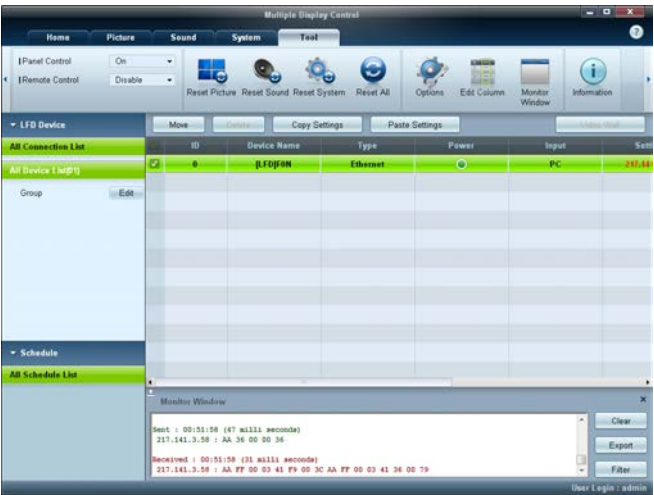 Multiple Display Control
Home Picture Sound System Tool
Panel Control On
Remote Control Disable
Reset Picture Reset Sound Reset System Reset All Options Edit Column Monitor Window Information
LFD Device
Move Delete Copy Settings Paste Settings Video Wall
All Connection List
ID Device Name Type Power Input
All Device List(01)
0 [LFD]F0N Ethernet PC
Group Edit
Schedule
All Schedule List
Monitor Window
Sent : 00:51:58 (47 milli seconds)
217.141.3.58 : AA 36 00 00 36
Received : 00:51:58 (31 milli seconds)
217.141.3.58 : AA FF 00 03 41 F9 00 3C AA FF 00 03 41 36 00 79
Clear
Export
Filter
User Login : admin